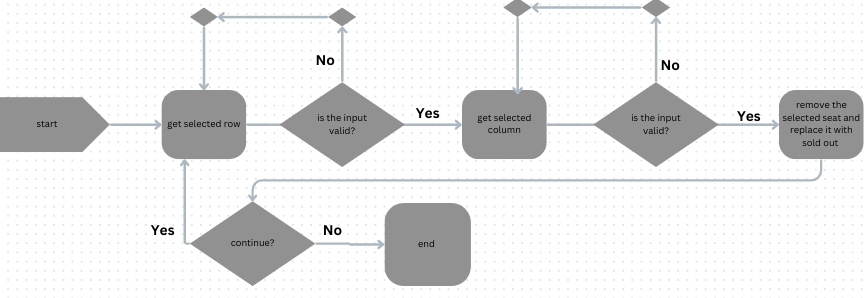 No
No
start
get selected row
is the input
valid?
Yes
get selected
column
is the input
valid?
Yes
remove the
selected seat and
replace it with
sold out
Yes
continue?
No
end